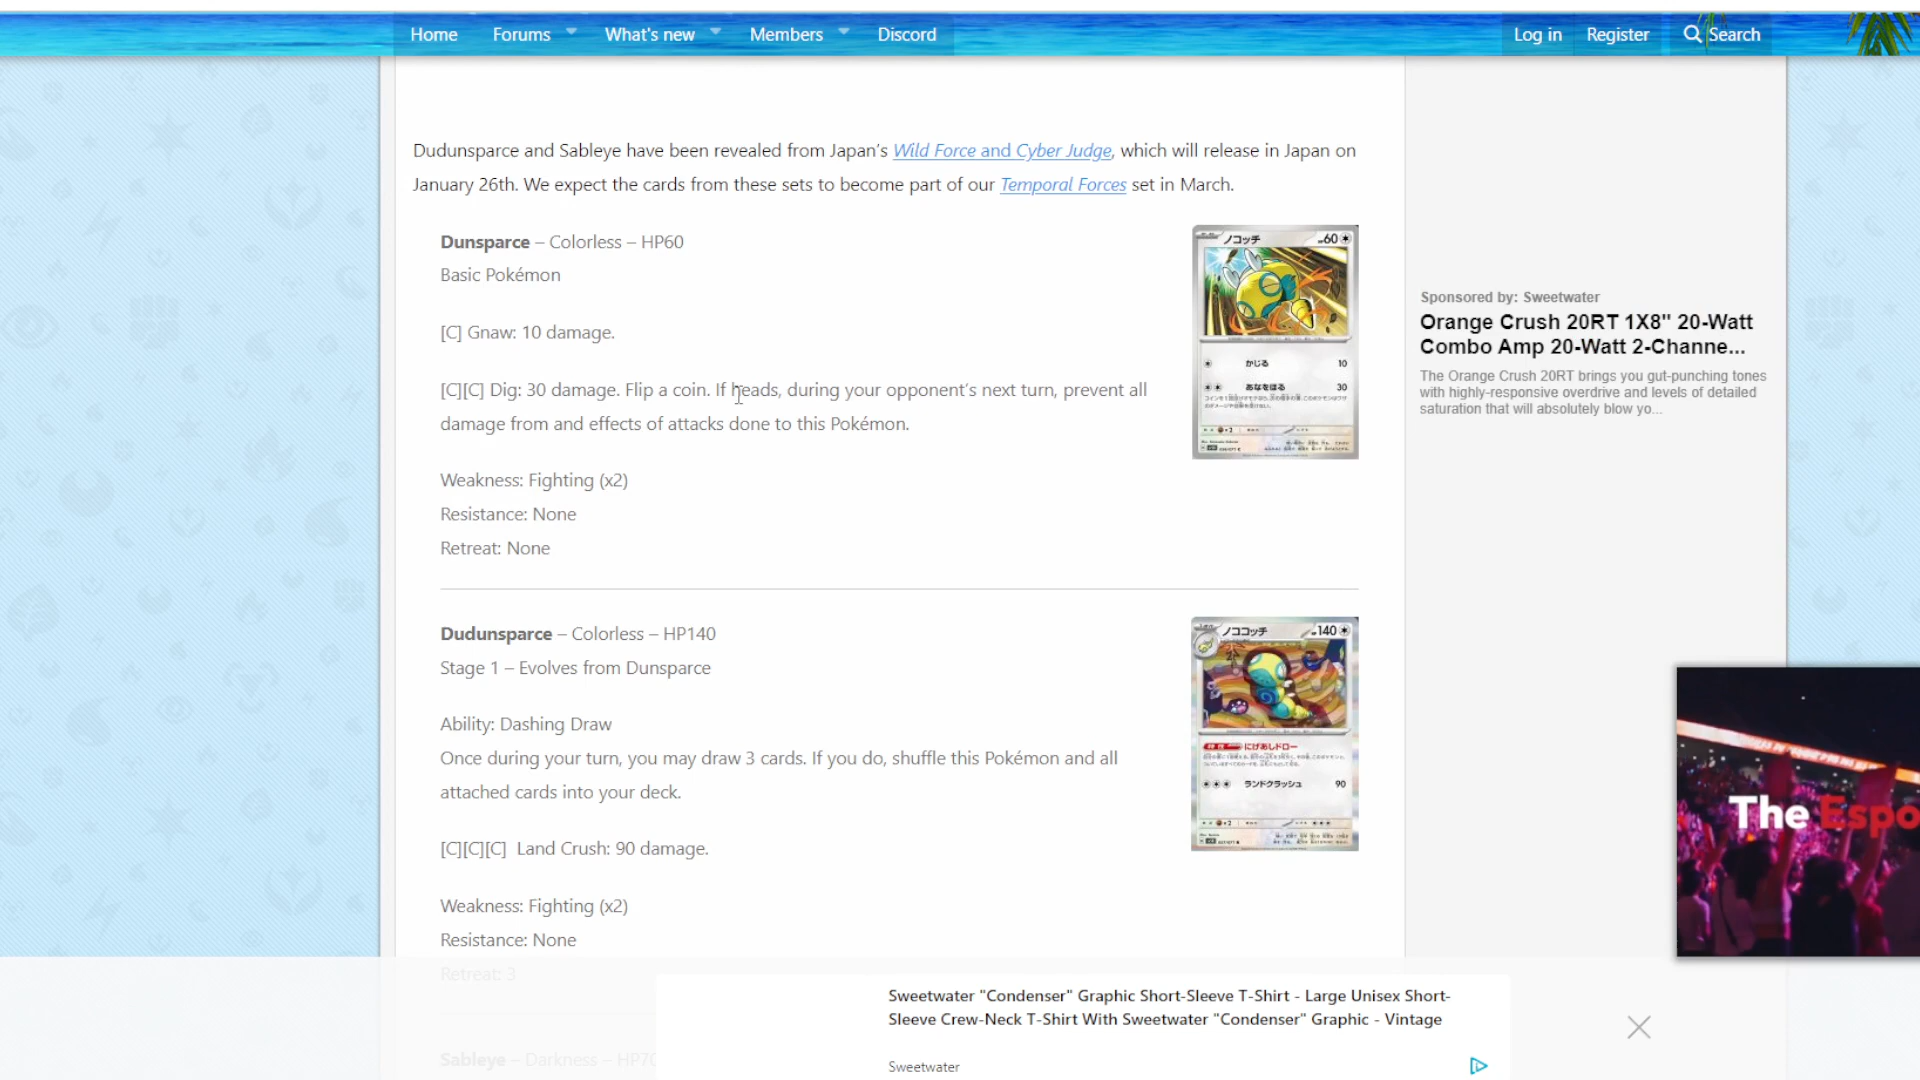 Home
Forums
What's new
Members
Discord
Log in
Register
Search
Dudunsparce and Sableye have been revealed from Japan's Wild Force and Cyber Judge, which will release in Japan on
January 26th. We expect the cards from these sets to become part of our Temporal Forces set in March.
Dunsparce – Colorless – HP60
Basic Pokémon
[C] Gnaw: 10 damage.
[C][C] Dig: 30 damage. Flip a coin. If heads, during your opponent's next turn, prevent all
damage from and effects of attacks done to this Pokémon.
Weakness: Fighting (x2)
Resistance: None
Retreat: None
ノコッチ
60
かじる 10
あなをほる 30
Sponsored by: Sweetwater
Orange Crush 20RT 1X8" 20-Watt
Combo Amp 20-Watt 2-Channe...
The Orange Crush 20RT brings you gut-punching tones
with highly-responsive overdrive and levels of detailed
saturation that will absolutely blow yo...
Dudunsparce – Colorless – HP140
Stage 1 – Evolves from Dunsparce
Ability: Dashing Draw
Once during your turn, you may draw 3 cards. If you do, shuffle this Pokémon and all
attached cards into your deck.
[C][C][C] Land Crush: 90 damage.
Weakness: Fighting (x2)
Resistance: None
Retreat: 3
ノココッチ
140
にげあしドロー
ランドクラッシュ 90
The Espo
Sableye – Darkness – HP70
Sweetwater "Condenser" Graphic Short-Sleeve T-Shirt - Large Unisex Short-
Sleeve Crew-Neck T-Shirt With Sweetwater "Condenser" Graphic - Vintage
Sweetwater